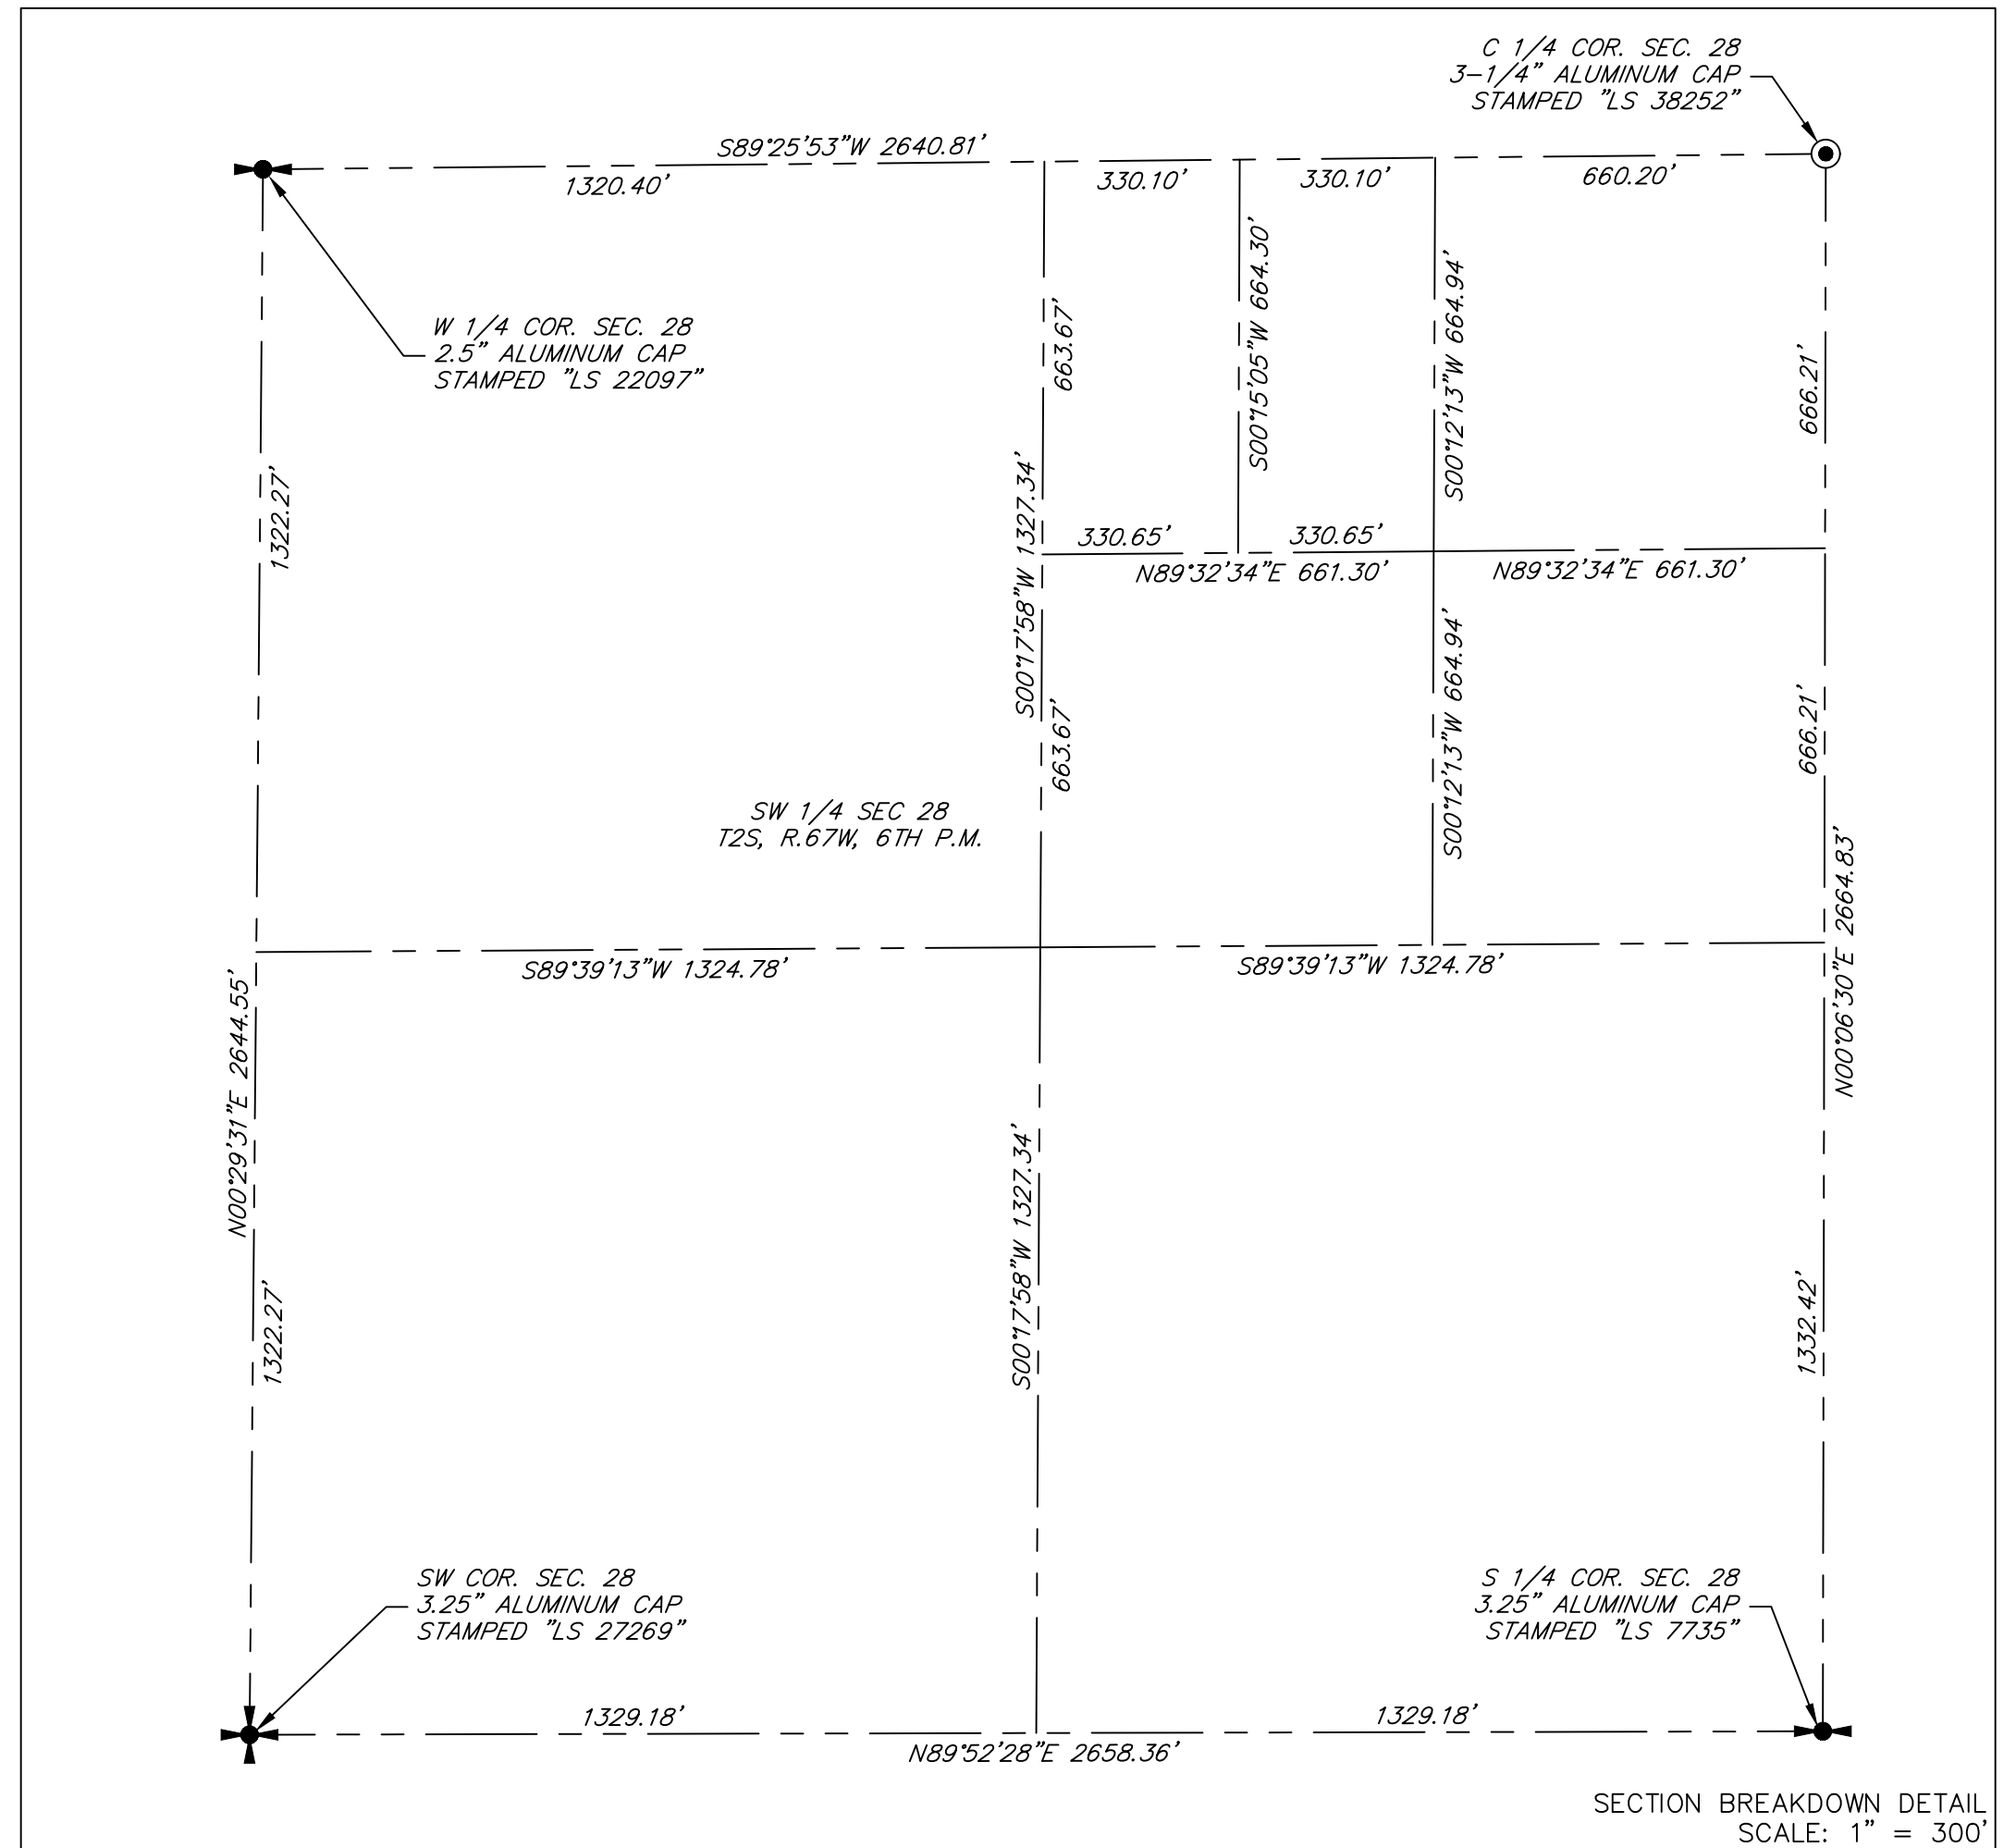 C 1/4 COR. SEC. 28
3-1/4" ALUMINUM CAP
STAMPED "LS 38252"
S89°25'53"W 2640.81'
1320.40'
330.10'
330.10'
660.20'
W 1/4 COR. SEC. 28
2.5" ALUMINUM CAP
STAMPED "LS 22097"
1322.27'
663.67'
S00°15'05"W 664.30'
S00°12'13"W 664.94'
666.21'
S00°17'58"W 1327.34'
330.65'
330.65'
N89°32'34"E 661.30'
N89°32'34"E 661.30'
663.67'
S00°12'13"W 664.94'
666.21'
SW 1/4 SEC 28
T2S, R.67W, 6TH P.M.
N00°06'30"E 2664.83'
S89°39'13"W 1324.78'
S89°39'13"W 1324.78'
N00°29'31"E 2644.55'
S00°17'58"W 1327.34'
1322.27'
1332.42'
SW COR. SEC. 28
3.25" ALUMINUM CAP
STAMPED "LS 27269"
S 1/4 COR. SEC. 28
3.25" ALUMINUM CAP
STAMPED "LS 7735"
1329.18'
1329.18'
N89°52'28"E 2658.36'
SECTION BREAKDOWN DETAIL
SCALE: 1" = 300'